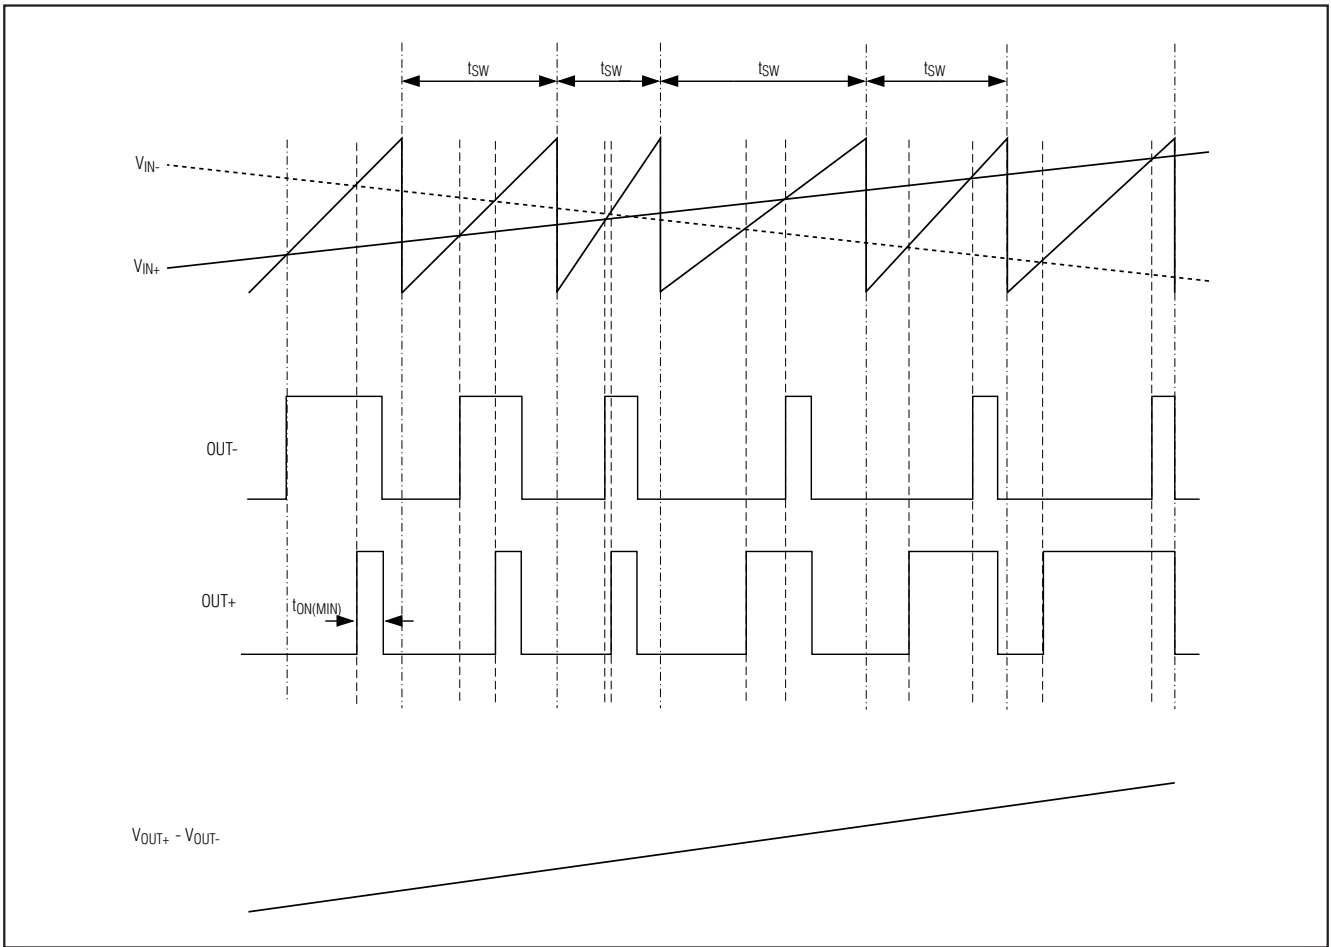 tSW tSW tSW tSW
VIN-
VIN+
OUT-
OUT+
tON(MIN)
VOUT+ - VOUT-